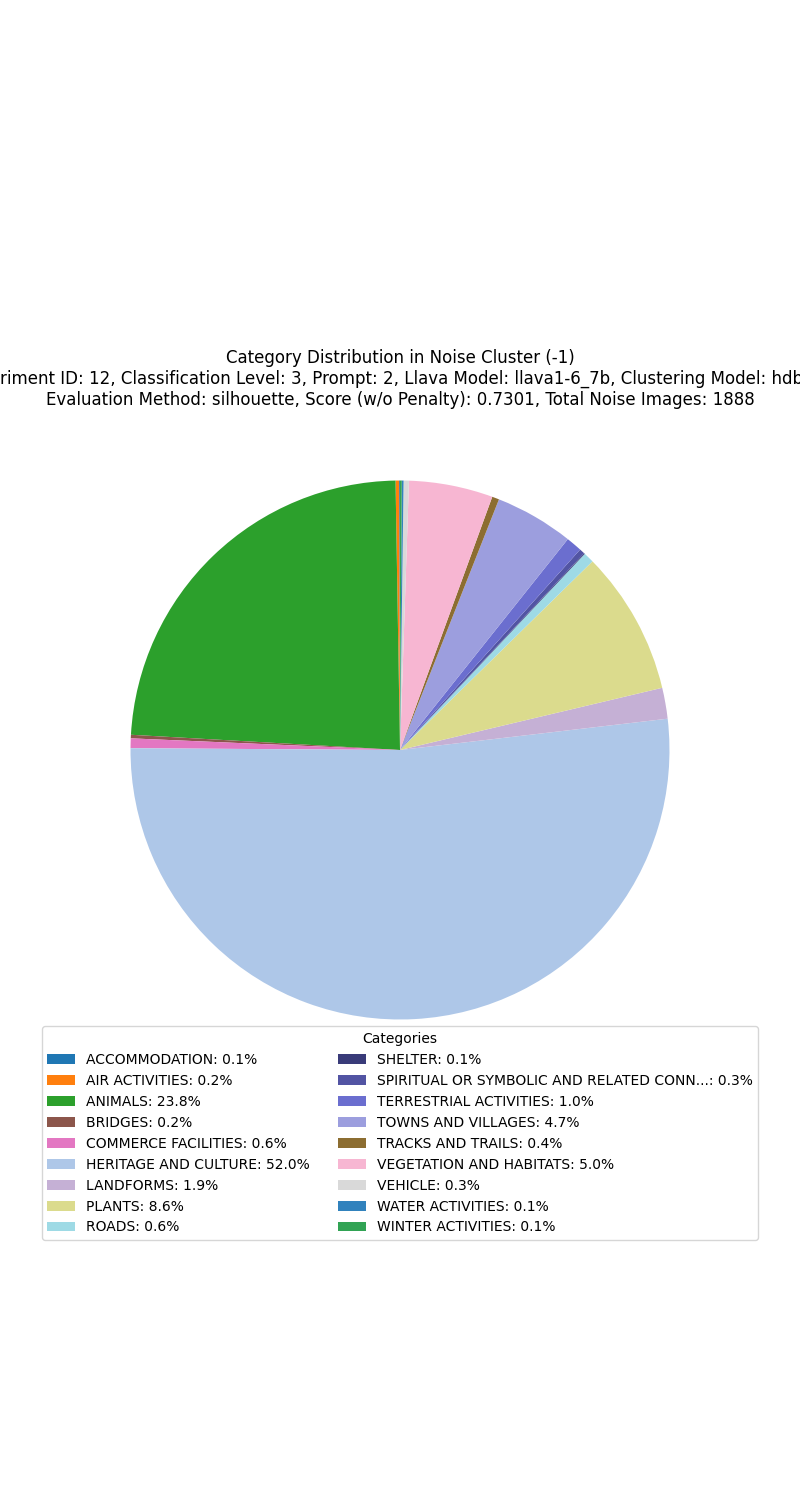 Category Distribution in Noise Cluster (-1)
riment ID: 12, Classification Level: 3, Prompt: 2, Llava Model: llava1-6_7b, Clustering Model: hdb
Evaluation Method: silhouette, Score (w/o Penalty): 0.7301, Total Noise Images: 1888
Categories
ACCOMMODATION: 0.1%
AIR ACTIVITIES: 0.2%
ANIMALS: 23.8%
BRIDGES: 0.2%
COMMERCE FACILITIES: 0.6%
HERITAGE AND CULTURE: 52.0%
LANDFORMS: 1.9%
PLANTS: 8.6%
ROADS: 0.6%
SHELTER: 0.1%
SPIRITUAL OR SYMBOLIC AND RELATED CONN...: 0.3%
TERRESTRIAL ACTIVITIES: 1.0%
TOWNS AND VILLAGES: 4.7%
TRACKS AND TRAILS: 0.4%
VEGETATION AND HABITATS: 5.0%
VEHICLE: 0.3%
WATER ACTIVITIES: 0.1%
WINTER ACTIVITIES: 0.1%